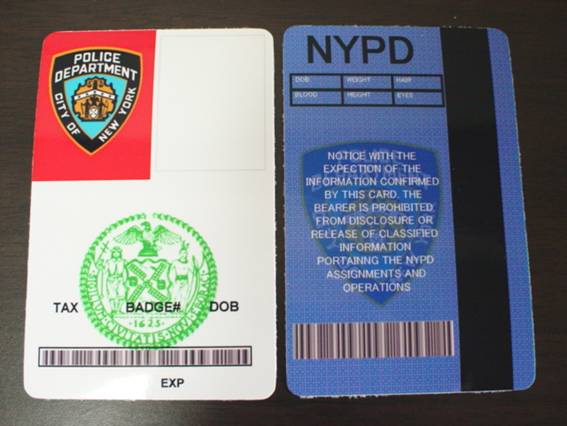 POLICE
DEPARTMENT
CITY OF
NEW YORK
TAX BADGE# DOB
1625
EXP
NYPD
DOB WEIGHT HAIR
BLOOD HEIGHT EYES
NOTICE WITH THE
EXPECTION OF THE
INFORMATION CONFIRMED
BY THIS CARD. THE
BEARER IS PROHIBITED
FROM DISCLOSURE OR
RELEASE OF CLASSIFIED
INFORMATION
PORTAINNG THE NYPD
ASSIGNMENTS AND
OPERATIONS